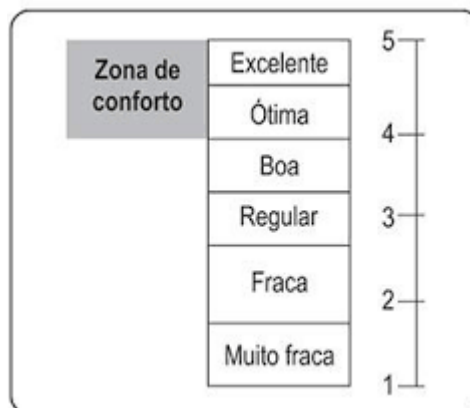 Zona de
conforto
Excelente
Ótima
Boa
Regular
Fraca
Muito fraca
5
4
3
2
1